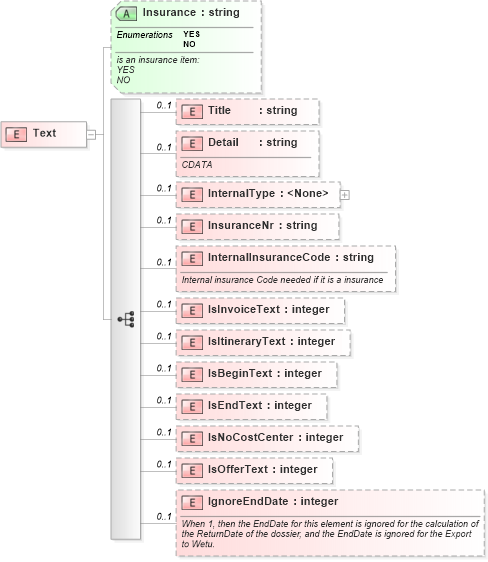 A Insurance : string
Enumerations YES
NO
is an insurance item:
YES
NO
E Text
0..1 E Title : string
0..1 E Detail : string
CDATA
0..1 E InternalType : <None>
0..1 E InsuranceNr : string
0..1 E InternalInsuranceCode : string
Internal insurance Code needed if it is a insurance
0..1 E IsInvoiceText : integer
0..1 E IsItineraryText : integer
0..1 E IsBeginText : integer
0..1 E IsEndText : integer
0..1 E IsNoCostCenter : integer
0..1 E IsOfferText : integer
0..1 E IgnoreEndDate : integer
When 1, then the EndDate for this element is ignored for the calculation of
the ReturnDate of the dossier, and the EndDate is ignored for the Export
to Wetu.